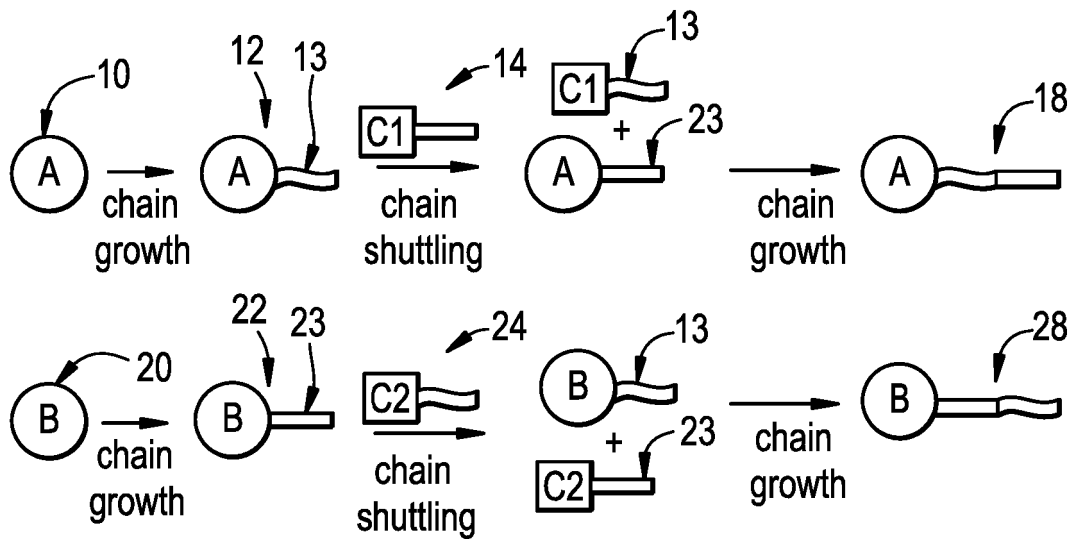 10
12
13
14
13
23
18
C1
C1
+
A
A
A
A
chain
growth
chain
shuttling
chain
growth
20
22
23
24
13
23
28
C2
B
B
B
B
+
C2
chain
growth
chain
shuttling
chain
growth